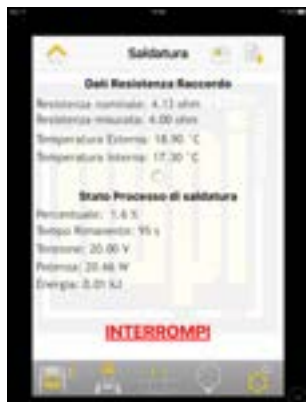 Saldatura
Dati Resistenza Raccordo
Resistenza nominale: 4.13 ohm
Resistenza misurata: 4.00 ohm
Temperatura Esterna: 18.90 °C
Temperatura Interna: 17.30 °C
Stato Processo di saldatura
Percentuale: 1.6 %
Tempo Rimanente: 95 s
Tensione: 20.00 V
Potenza: 20.66 W
Energia: 0.01 kJ
INTERROMPI